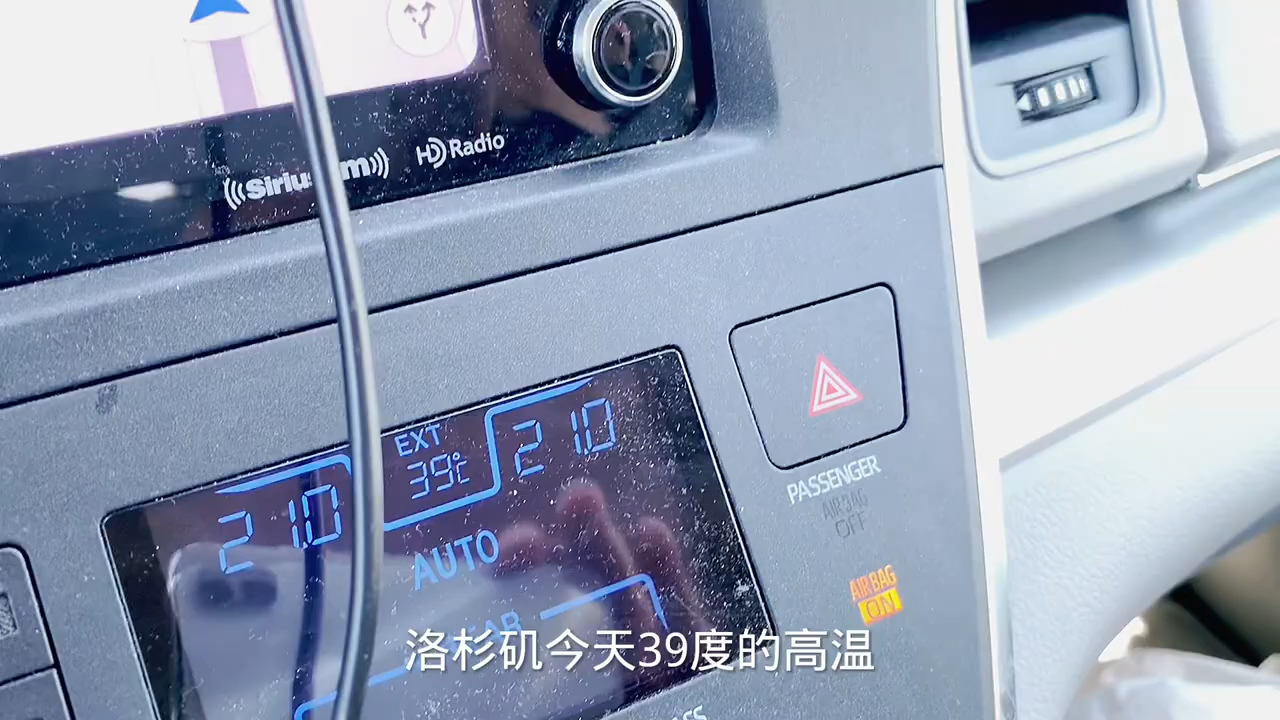 HD Radio
EXT
39℃
21.0
21.0
AUTO
PASSENGER
AIR BAG
OFF
AIR BAG
ON
洛杉矶今天39度的高温